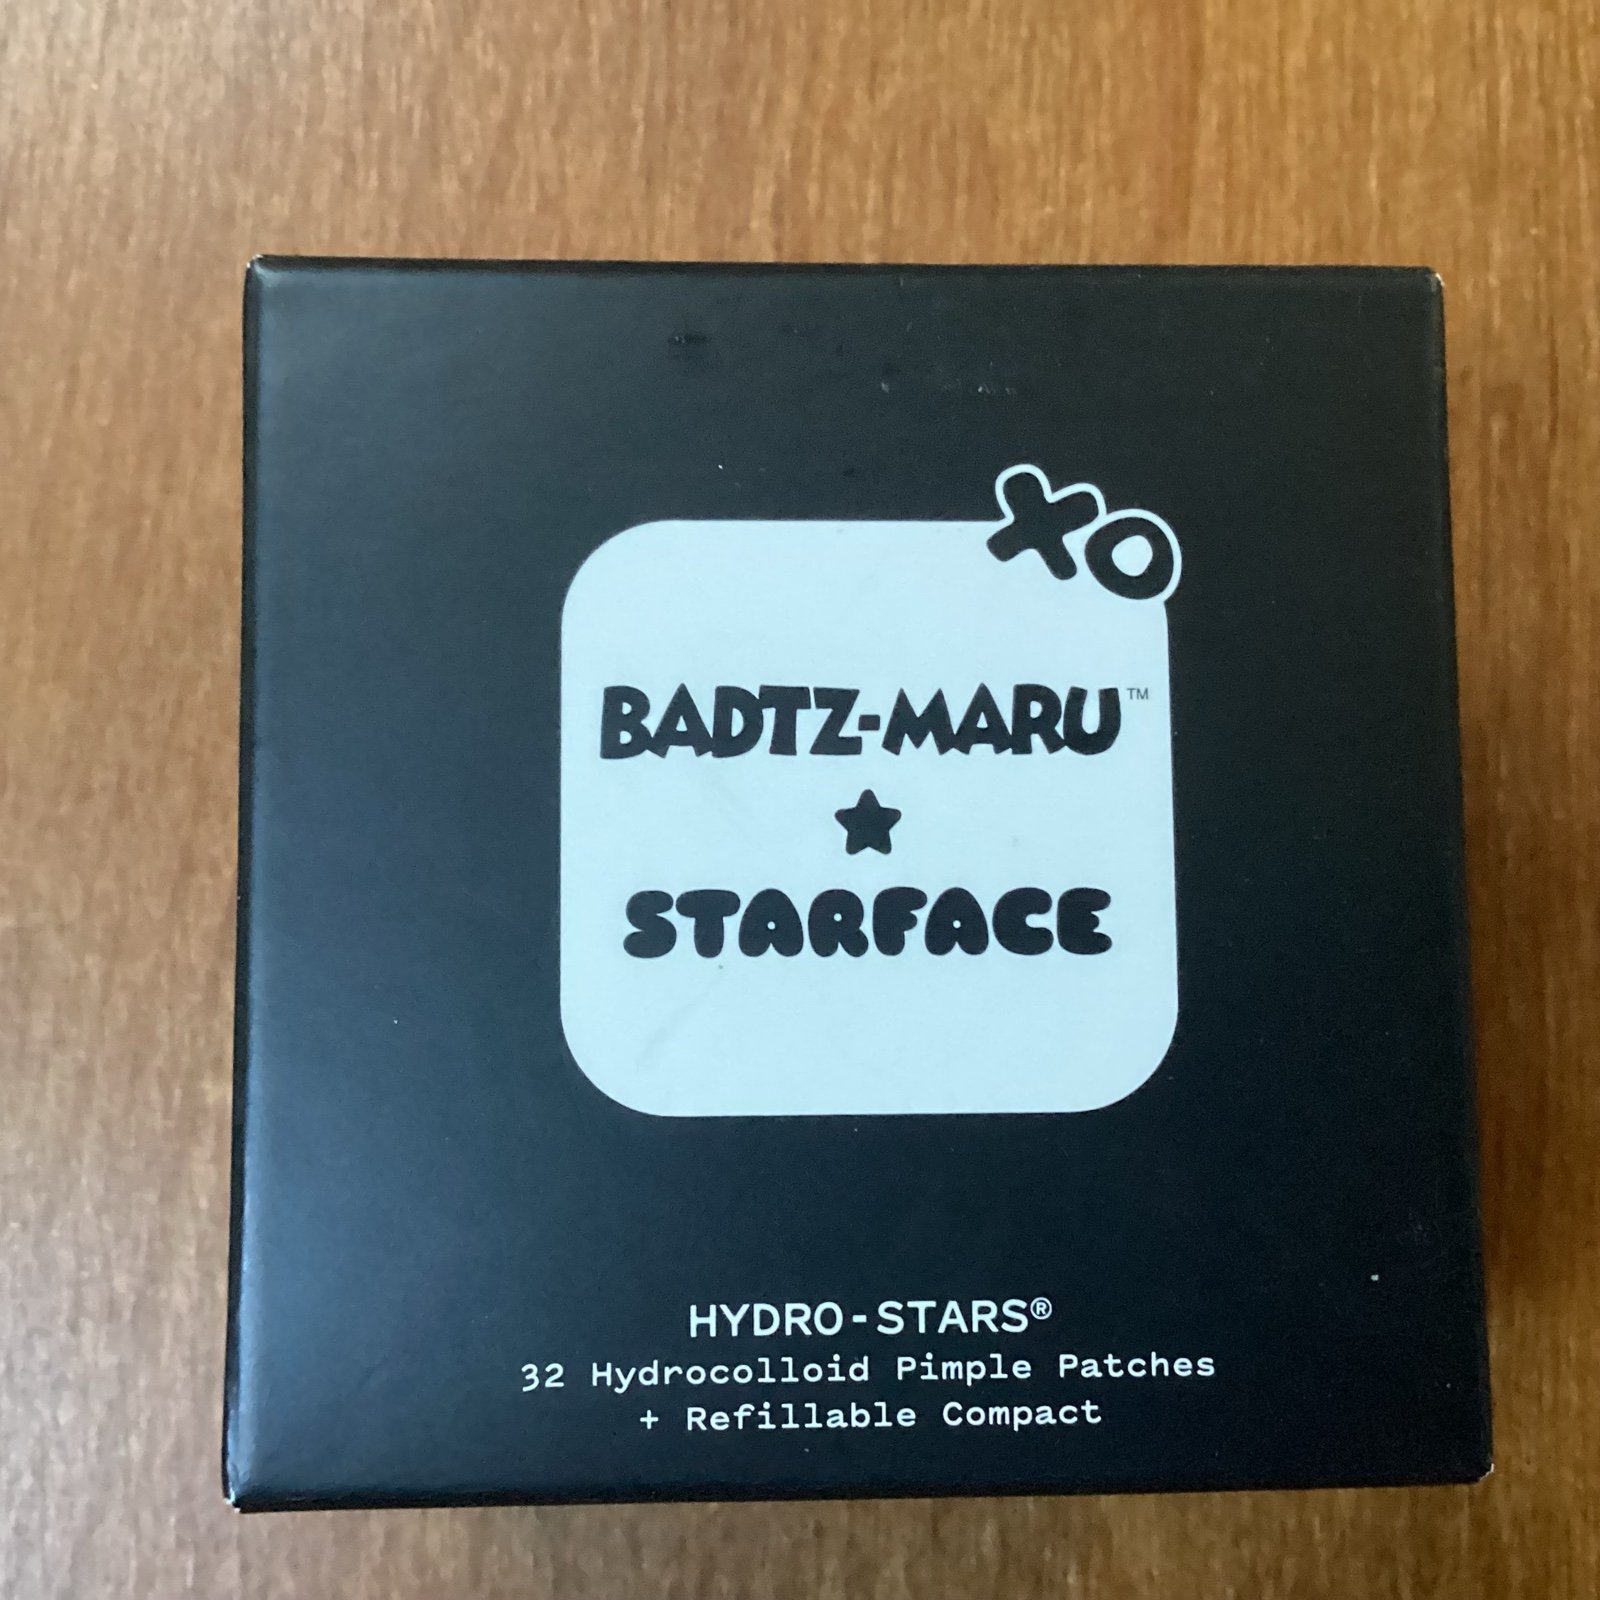 XO
BADTZ-MARU™
STARFACE
HYDRO-STARS®
32 Hydrocolloid Pimple Patches
+ Refillable Compact